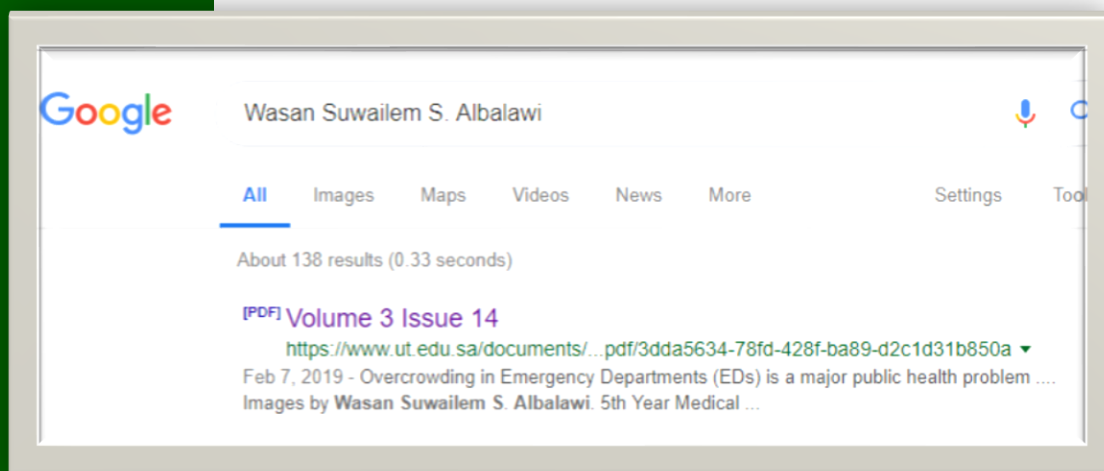 Google Wasan Suwailem S. Albalawi
All Images Maps Videos News More Settings Tool
About 138 results (0.33 seconds)
[PDF] Volume 3 Issue 14
https://www.ut.edu.sa/documents/...pdf/3dda5634-78fd-428f-ba89-d2c1d31b850a
Feb 7, 2019 - Overcrowding in Emergency Departments (EDs) is a major public health problem ....
Images by Wasan Suwailem S. Albalawi. 5th Year Medical ...